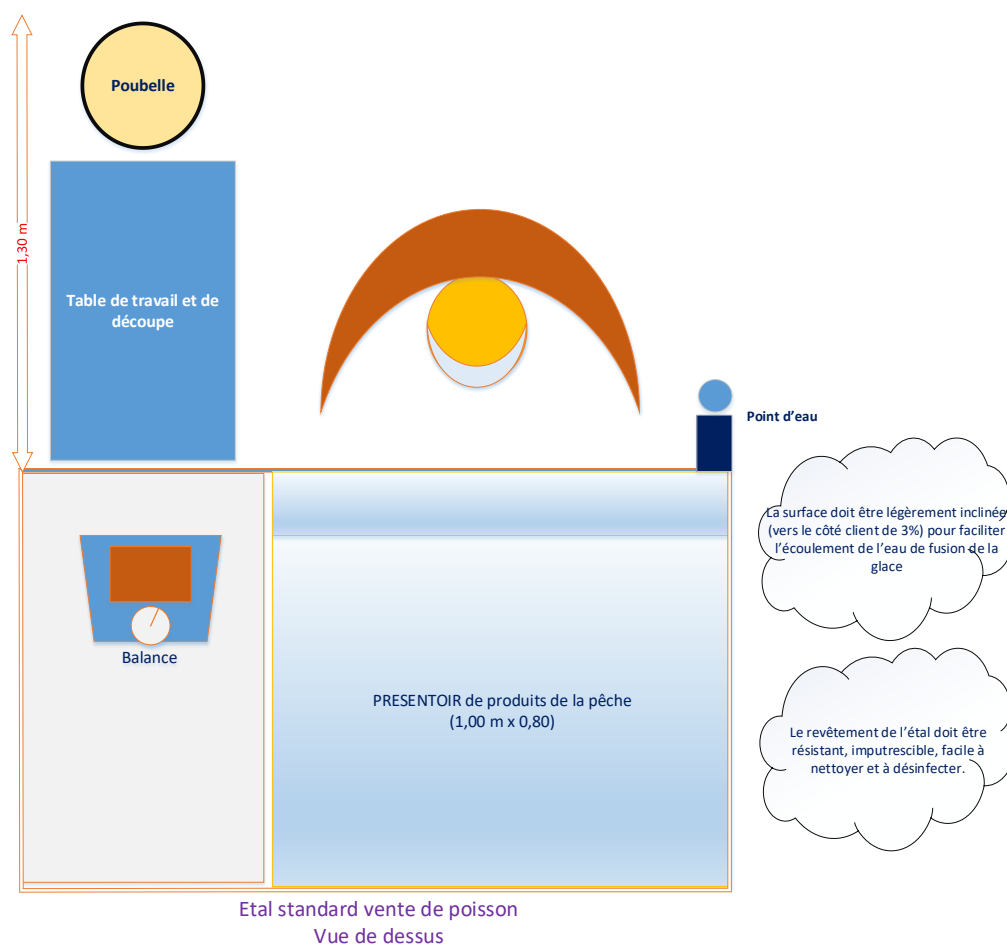 Poubelle
1,30 m
Table de travail et de
découpe
Point d’eau
La surface doit être légèrement inclinée
(vers le côté client de 3%) pour faciliter
l’écoulement de l’eau de fusion de la
glace
Balance
PRESENTOIR de produits de la pêche
(1,00 m x 0,80)
Le revêtement de l’étal doit être
résistant, imputrescible, facile à
nettoyer et à désinfecter.
Etal standard vente de poisson
Vue de dessus